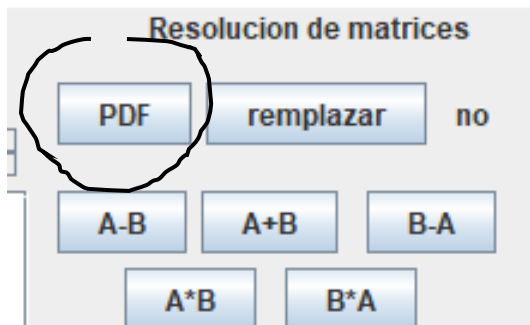 Resolucion de matrices
PDF remplazar no
A-B A+B B-A
A*B B*A